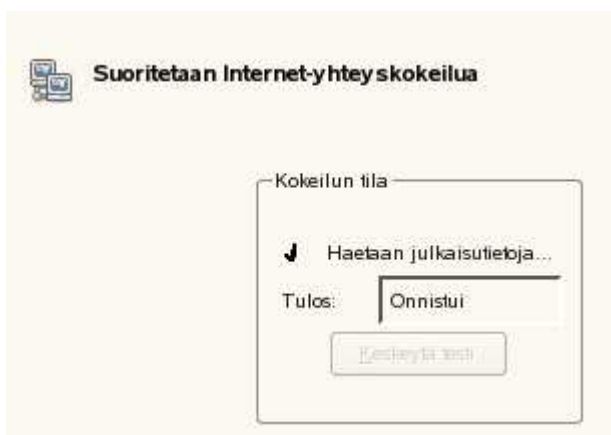 Suoritetaan Internet-yhteyskokeilua
Kokeilun tila
Haetaan julkaisutietoja...
Tulos: Onnistui
Keskeytä testi